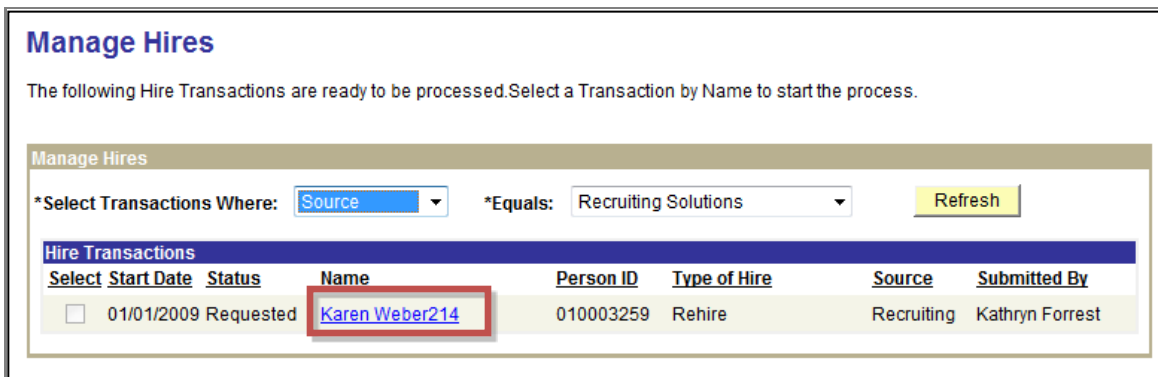 Manage Hires
The following Hire Transactions are ready to be processed.Select a Transaction by Name to start the process.
Manage Hires
*Select Transactions Where: Source *Equals: Recruiting Solutions Refresh
Hire Transactions
Select Start Date Status Name Person ID Type of Hire Source Submitted By
01/01/2009 Requested Karen Weber214 010003259 Rehire Recruiting Kathryn Forrest